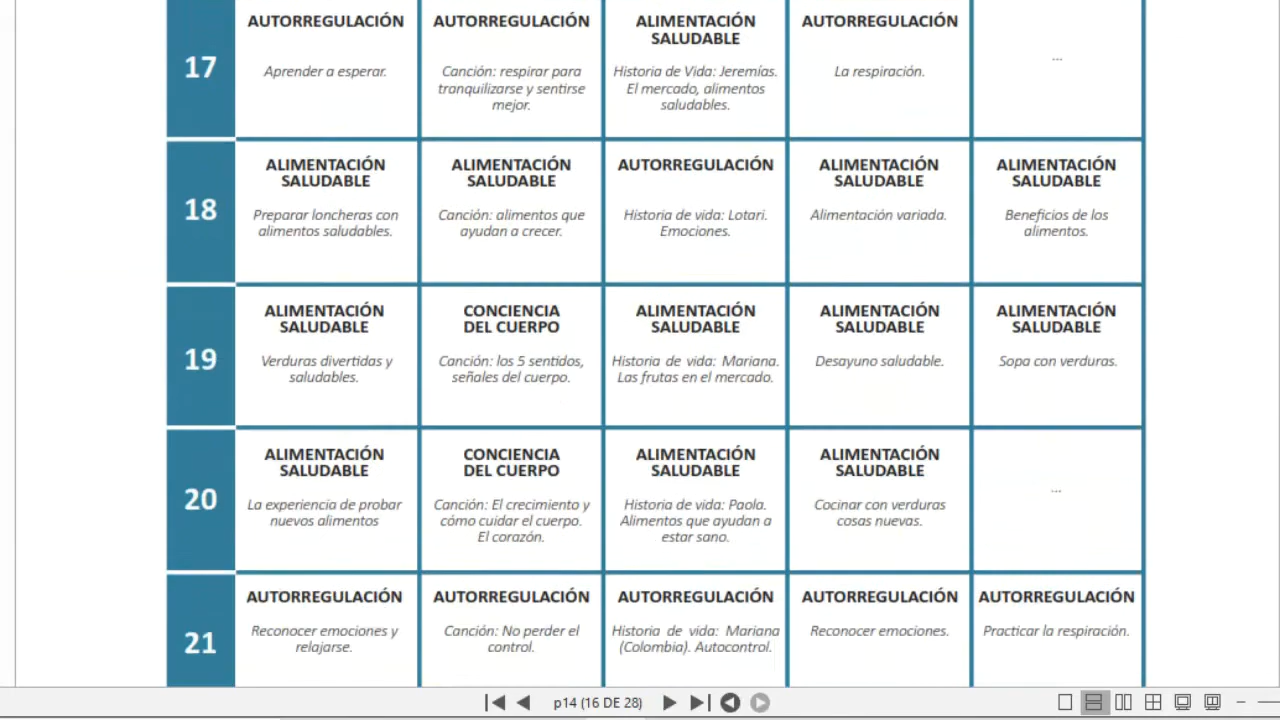 17
AUTORREGULACIÓN
Aprender a esperar.
AUTORREGULACIÓN
Canción: respirar para
tranquilizarse y sentirse
mejor.
ALIMENTACIÓN
SALUDABLE
Historia de Vida: Jeremías.
El mercado, alimentos
saludables.
AUTORREGULACIÓN
La respiración.
...
18
ALIMENTACIÓN
SALUDABLE
Preparar loncheras con
alimentos saludables.
ALIMENTACIÓN
SALUDABLE
Canción: alimentos que
ayudan a crecer.
AUTORREGULACIÓN
Historia de vida: Lotari.
Emociones.
ALIMENTACIÓN
SALUDABLE
Alimentación variada.
ALIMENTACIÓN
SALUDABLE
Beneficios de los
alimentos.
19
ALIMENTACIÓN
SALUDABLE
Verduras divertidas y
saludables.
CONCIENCIA
DEL CUERPO
Canción: los 5 sentidos,
señales del cuerpo.
ALIMENTACIÓN
SALUDABLE
Historia de vida: Mariana.
Las frutas en el mercado.
ALIMENTACIÓN
SALUDABLE
Desayuno saludable.
ALIMENTACIÓN
SALUDABLE
Sopa con verduras.
20
ALIMENTACIÓN
SALUDABLE
La experiencia de probar
nuevos alimentos
CONCIENCIA
DEL CUERPO
Canción: El crecimiento y
cómo cuidar el cuerpo.
El corazón.
ALIMENTACIÓN
SALUDABLE
Historia de vida: Paola.
Alimentos que ayudan a
estar sano.
ALIMENTACIÓN
SALUDABLE
Cocinar con verduras
cosas nuevas.
...
21
AUTORREGULACIÓN
Reconocer emociones y
relajarse.
AUTORREGULACIÓN
Canción: No perder el
control.
AUTORREGULACIÓN
Historia de vida: Mariana
(Colombia). Autocontrol.
AUTORREGULACIÓN
Reconocer emociones.
AUTORREGULACIÓN
Practicar la respiración.
p14 (16 DE 28)